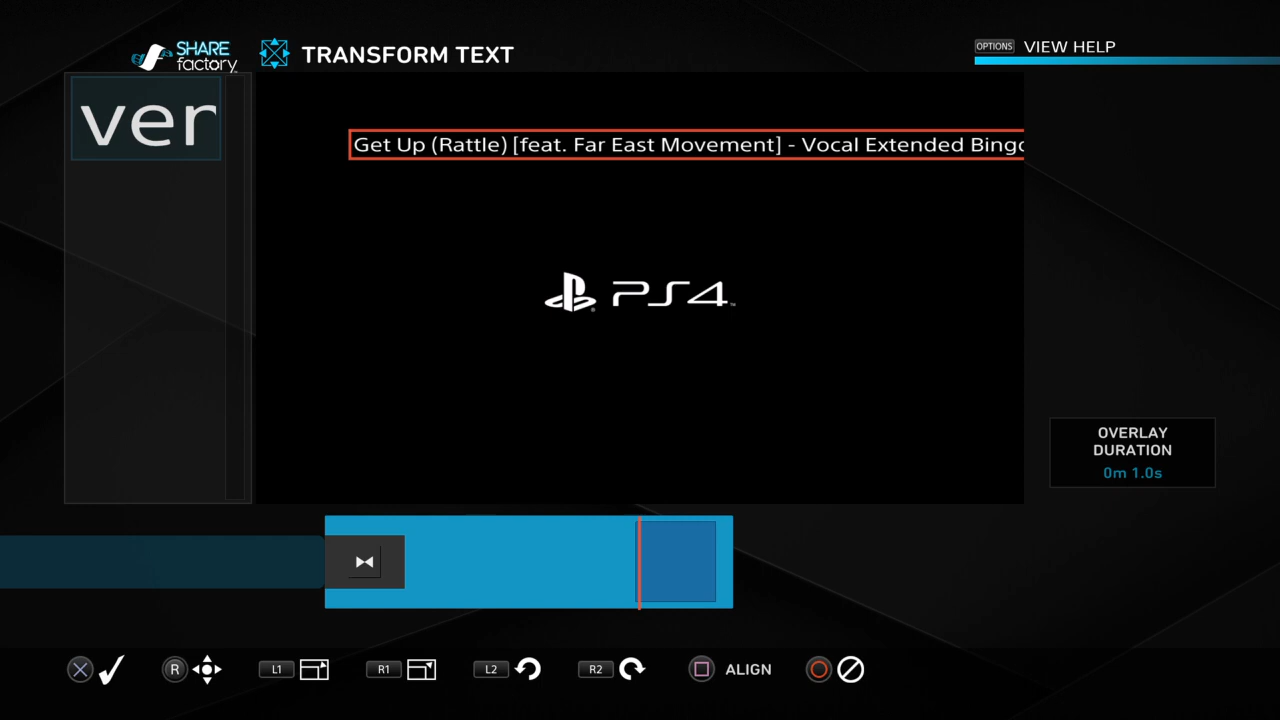 SHARE
factory
TRANSFORM TEXT
OPTIONS VIEW HELP
ver
Get Up (Rattle) [feat. Far East Movement] - Vocal Extended Bingo
PS4
OVERLAY
DURATION
0m 1.0s
R
L1
R1
L2
R2
ALIGN